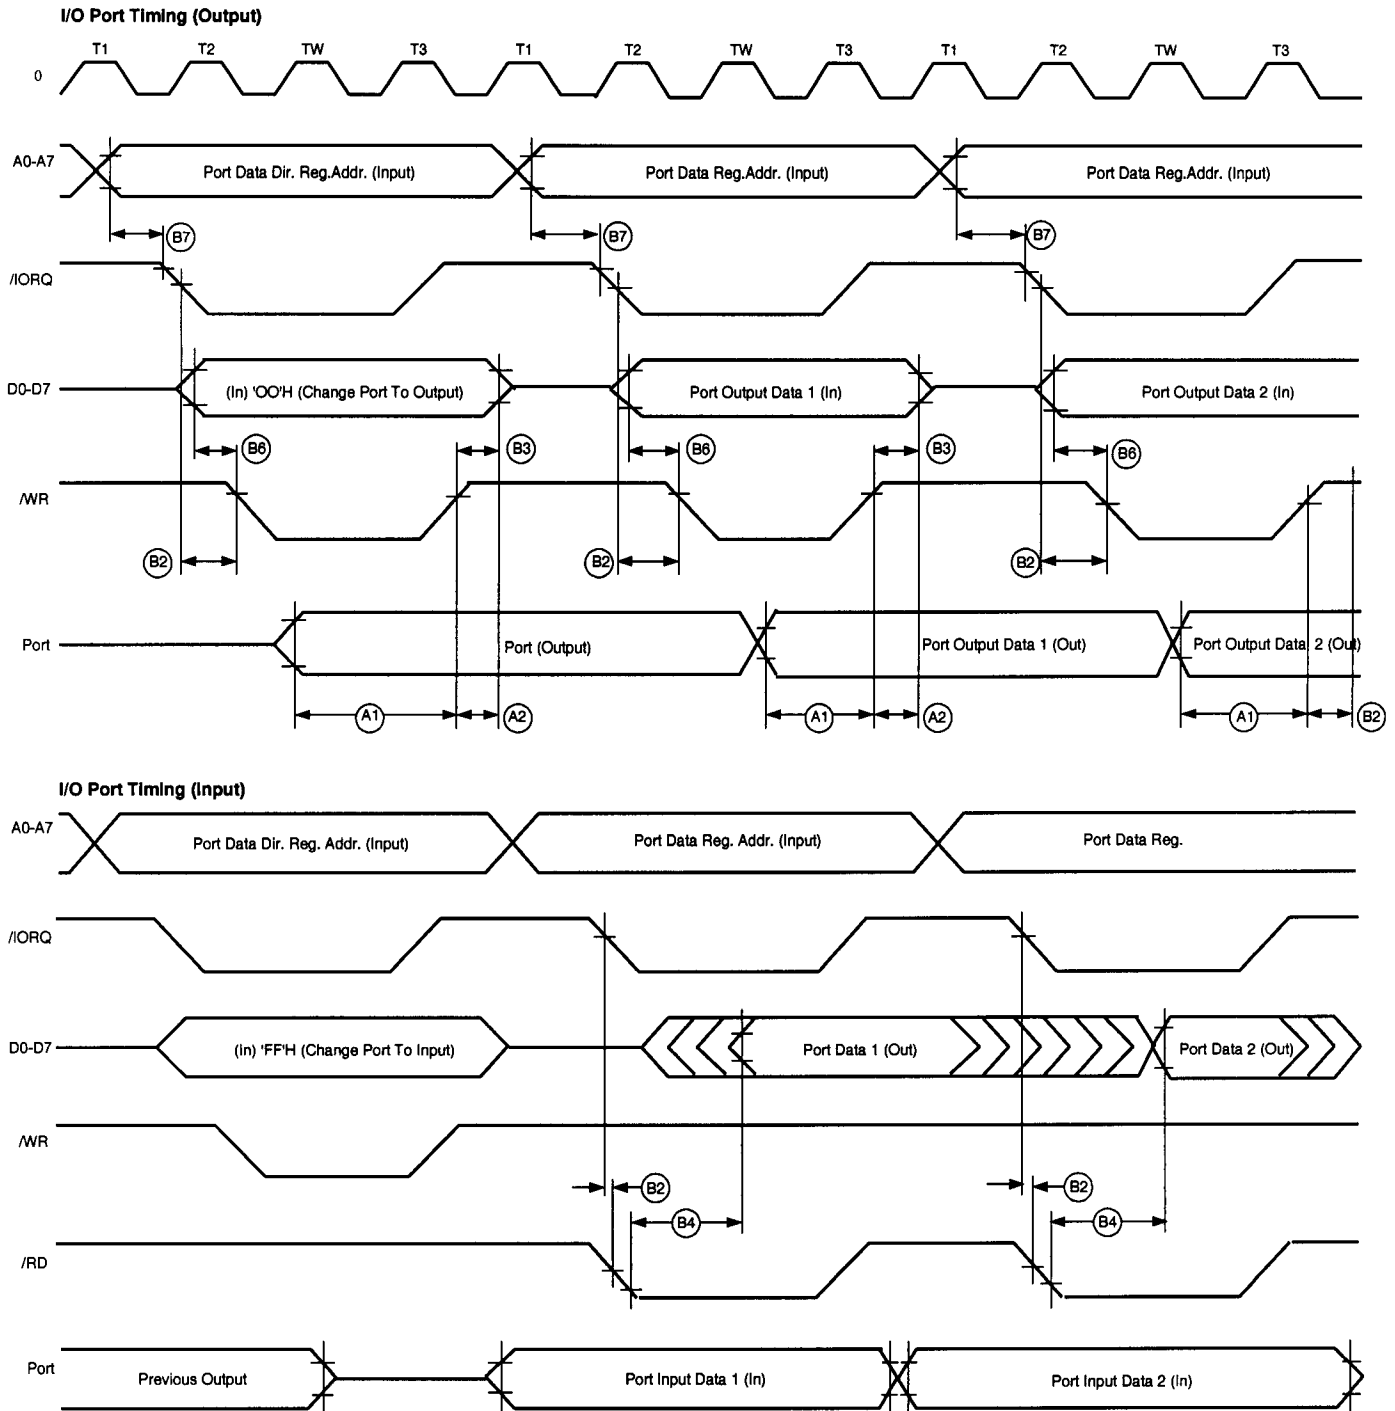 I/O Port Timing (Output)
T1 T2 TW T3 T1 T2 TW T3 T1 T2 TW T3
0
A0-A7 Port Data Dir. Reg.Addr. (Input) Port Data Reg.Addr. (Input) Port Data Reg.Addr. (Input)
B7 B7 B7
/IORQ
D0-D7 (In) 'OO'H (Change Port To Output) Port Output Data 1 (In) Port Output Data 2 (In)
B6 B3 B6 B3 B6
/WR
B2 B2 B2
Port Port (Output) Port Output Data 1 (Out) Port Output Data 2 (Out)
A1 A2 A1 A2 A1 B2
I/O Port Timing (Input)
A0-A7 Port Data Dir. Reg. Addr. (Input) Port Data Reg. Addr. (Input) Port Data Reg.
/IORQ
D0-D7 (In) 'FF'H (Change Port To Input) Port Data 1 (Out) Port Data 2 (Out)
/WR
B2 B2
B4 B4
/RD
Port Previous Output Port Input Data 1 (In) Port Input Data 2 (In)